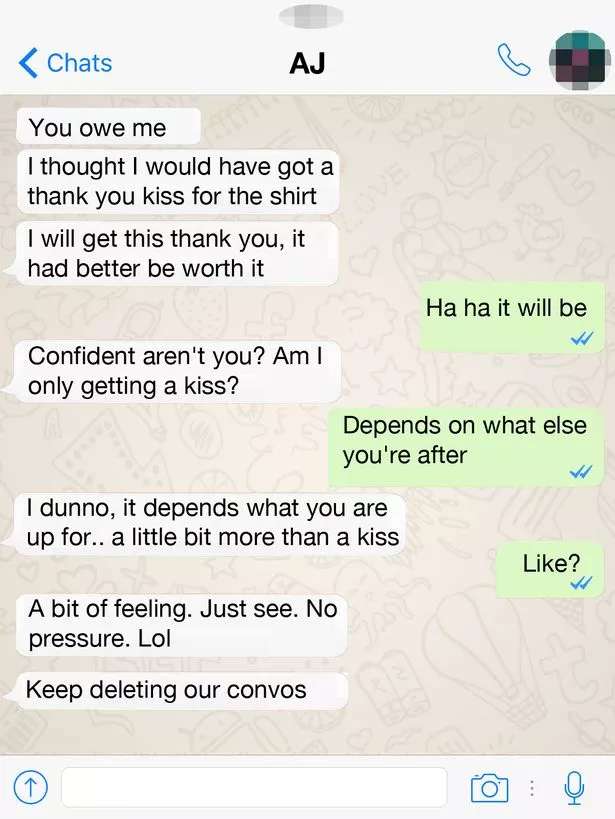 Chats
AJ
You owe me
I thought I would have got a
thank you kiss for the shirt
I will get this thank you, it
had better be worth it
Ha ha it will be
Confident aren't you? Am I
only getting a kiss?
Depends on what else
you're after
I dunno, it depends what you are
up for.. a little bit more than a kiss
Like?
A bit of feeling. Just see. No
pressure. Lol
Keep deleting our convos